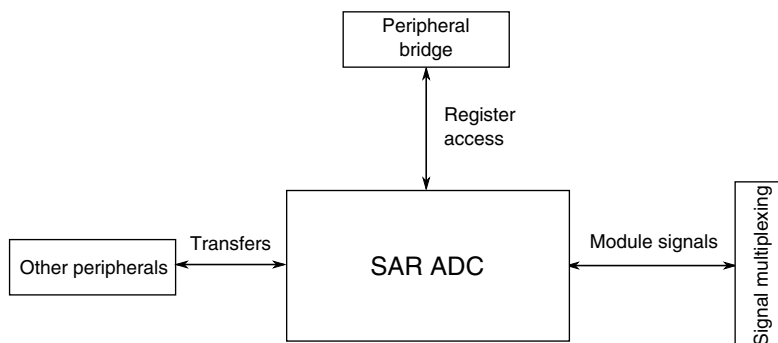 Peripheral
bridge
Register
access
Transfers
Module signals
Other peripherals
SAR ADC
Signal multiplexing